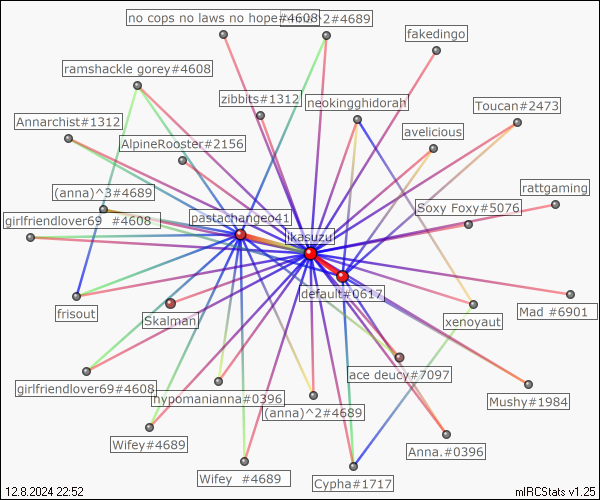 no cops no laws no hope#4608
^2#4689
fakedingo
ramshackle gorey#4608
zibbits#1312
neokingghidorah
Toucan#2473
Annarchist#1312
avelicious
AlpineRooster#2156
(anna)^3#4689
rattgaming
Soxy Foxy#5076
girlfriendlover69 #4608
pastachangeo41
ikasuzu
default#0617
frisout
Skalman
xenoyaut
Mad #6901
ace deucy#7097
girlfriendlover69#4608
hypomanianna#0396
(anna)^2#4689
Mushy#1984
Wifey#4689
Anna.#0396
Wifey #4689
Cypha#1717
12.8.2024 22:52
mIRCStats v1.25